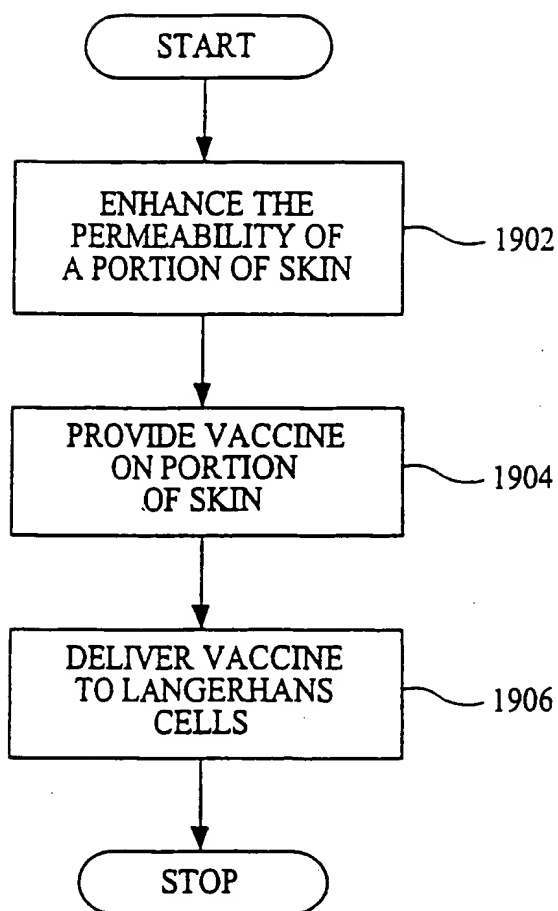 START
ENHANCE THE
PERMEABILITY OF
A PORTION OF SKIN
1902
PROVIDE VACCINE
ON PORTION
OF SKIN
1904
DELIVER VACCINE
TO LANGERHANS
CELLS
1906
STOP